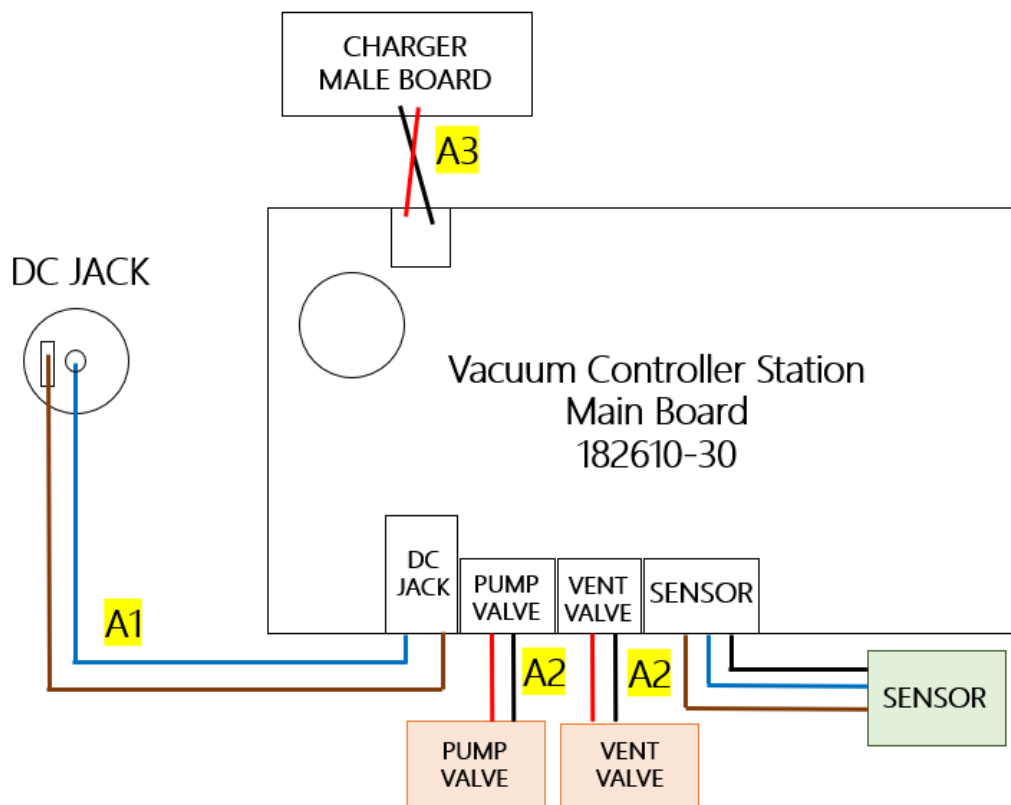 CHARGER
MALE BOARD
A3
DC JACK
Vacuum Controller Station
Main Board
182610-30
DC
JACK
PUMP
VALVE
VENT
VALVE
SENSOR
A1
A2
A2
SENSOR
PUMP
VALVE
VENT
VALVE